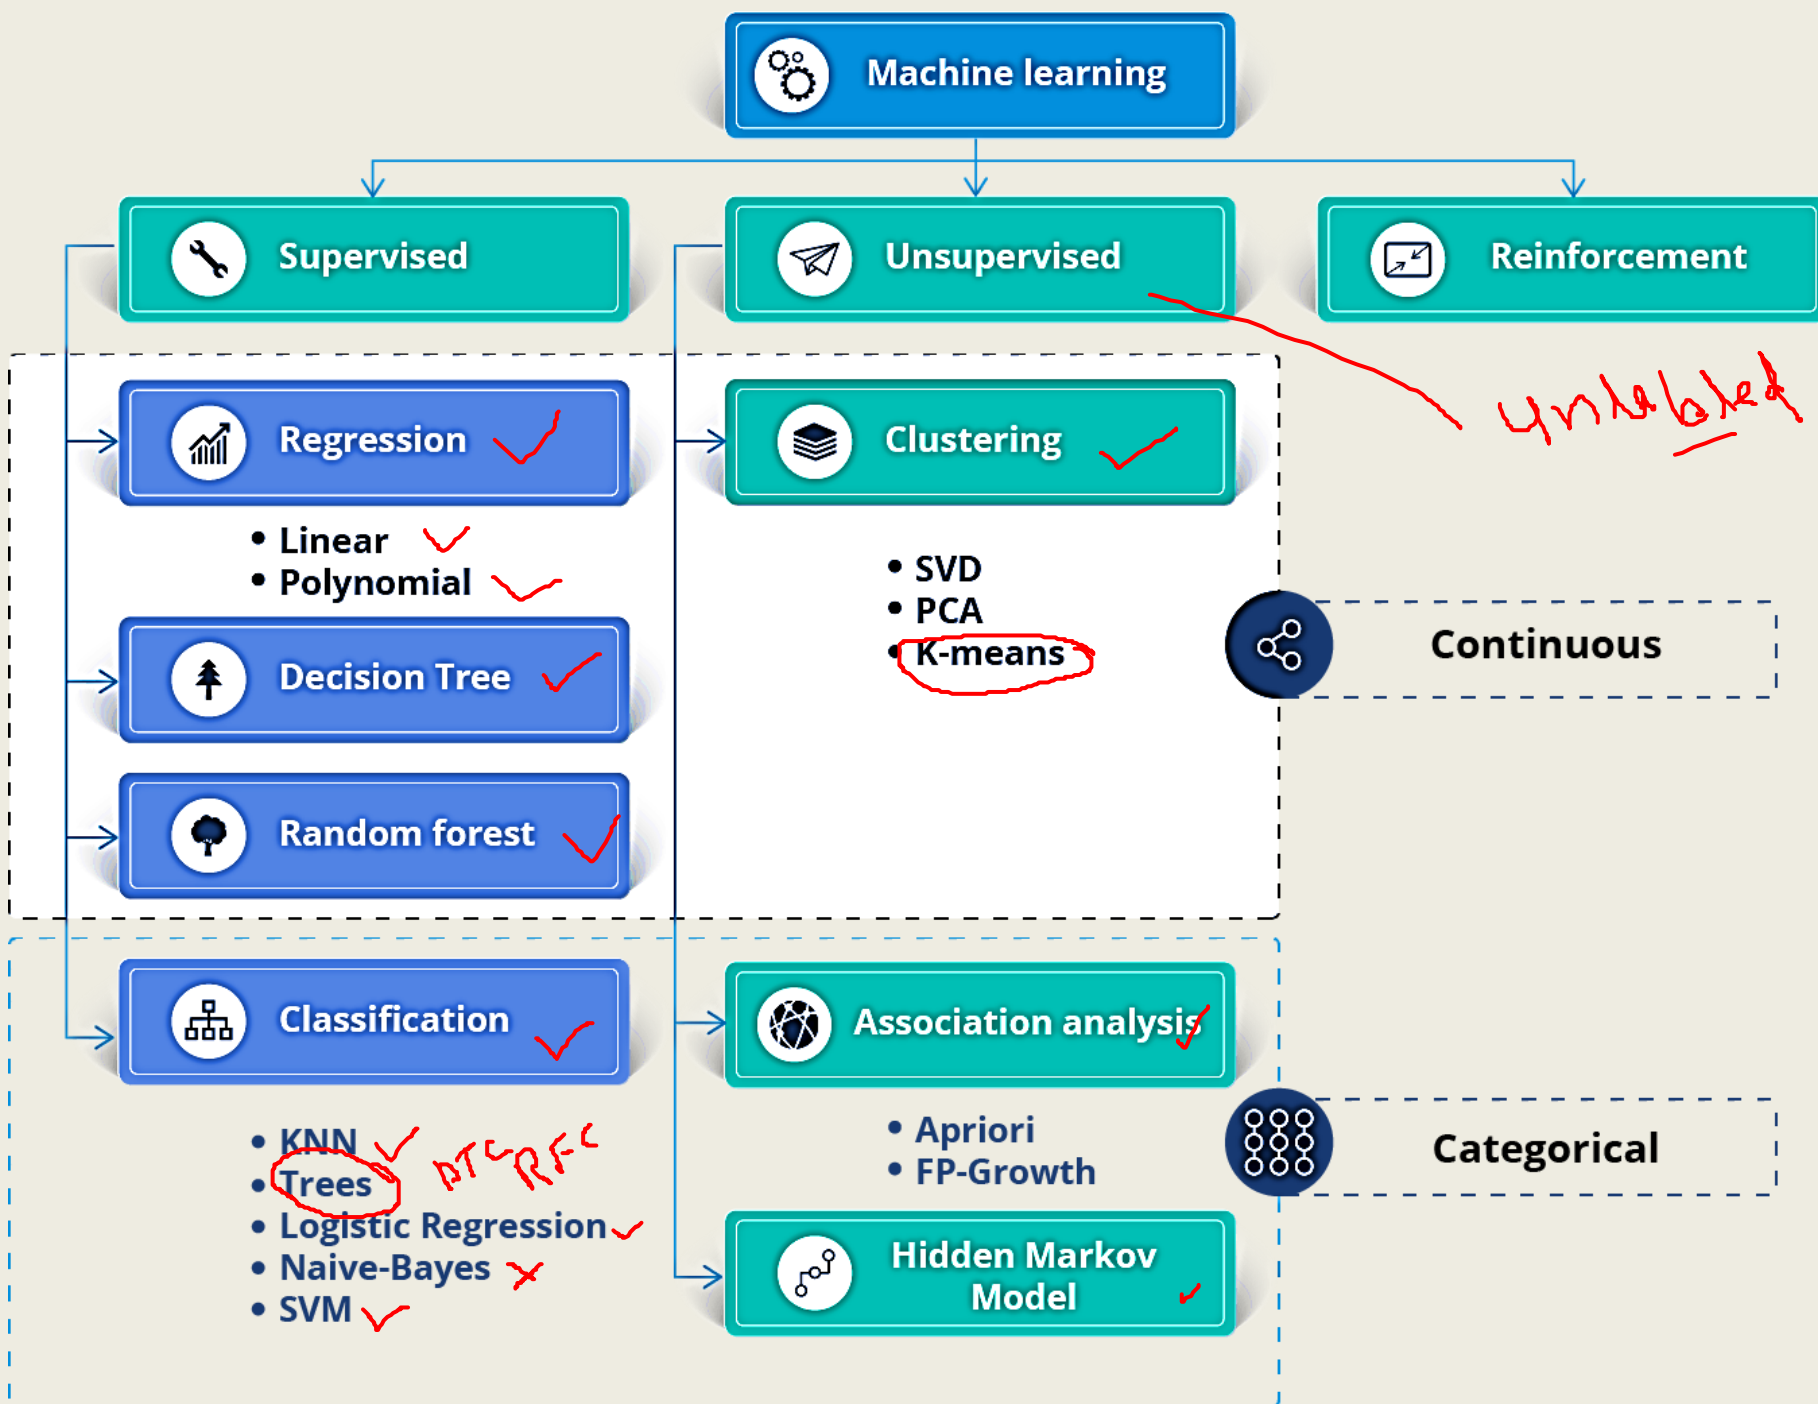 Machine learning
Supervised
Unsupervised
Reinforcement
unlabled
Regression
• Linear
• Polynomial
Decision Tree
Random forest
Clustering
• SVD
• PCA
• K-means
Continuous
Classification
• KNN
• Trees
DTC RFC
• Logistic Regression
• Naive-Bayes
• SVM
Association analysis
• Apriori
• FP-Growth
Hidden Markov
Model
Categorical